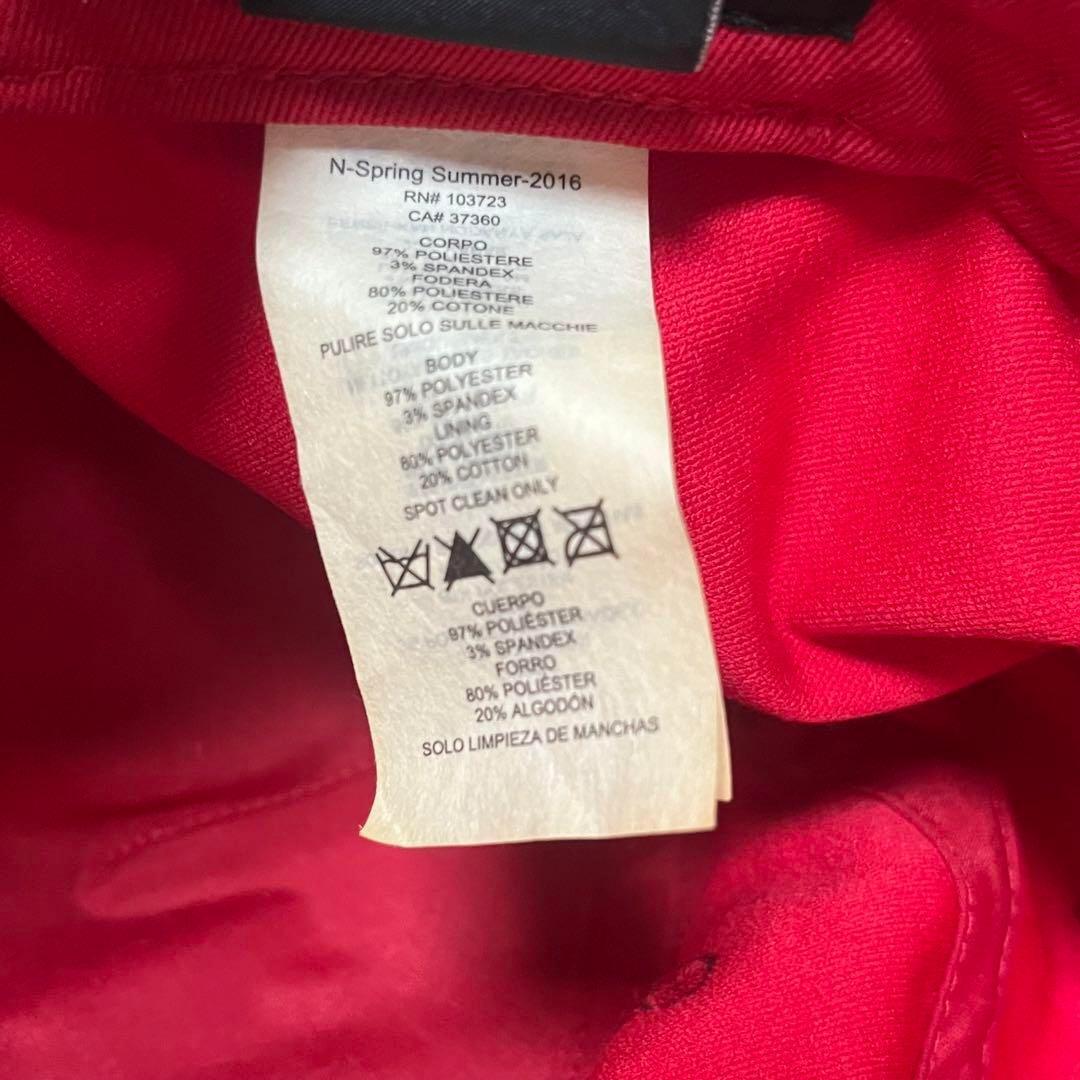 N-Spring Summer-2016
RN# 103723
CA# 37360
CORPO
97% POLIESTERE
3% SPANDEX
FODERA
80% POLIESTERE
20% COTONE
PULIRE SOLO SULLE MACCHIE
BODY
97% POLYESTER
3% SPANDEX
LINING
80% POLYESTER
20% COTTON
SPOT CLEAN ONLY
CUERPO
97% POLIÉSTER
3% SPANDEX
FORRO
80% POLIÉSTER
20% ALGODÓN
SOLO LIMPIEZA DE MANCHAS